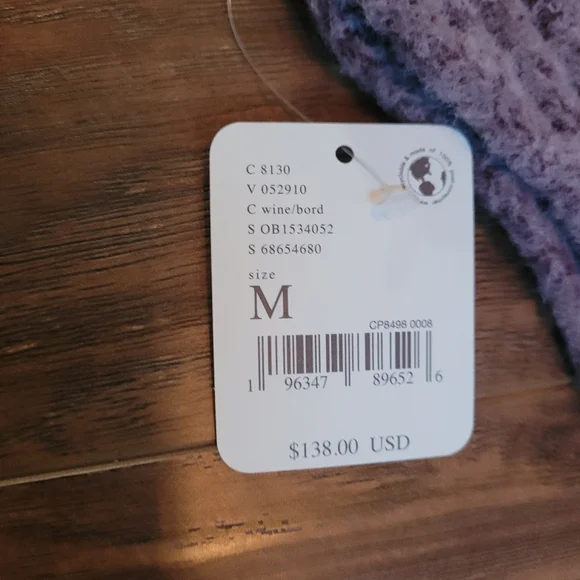 C 8130
V 052910
C wine/bord
S OB1534052
S 68654680
size
M
CP8498 0008
1 96347 89652 6
$138.00 USD